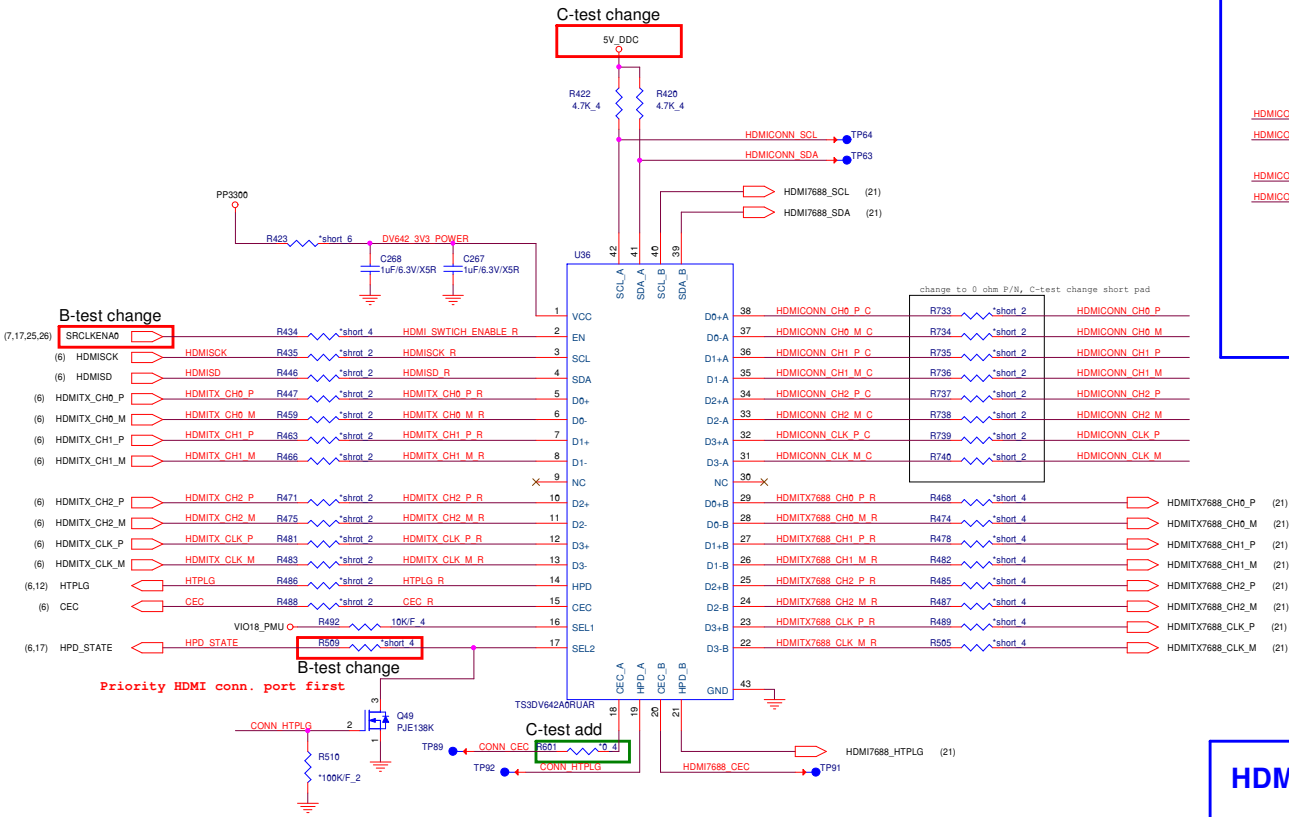 C-test change
5V_DDC
R422
4.7K_4
R420
4.7K_4
HDMICONN_SCL
TP64
HDMICONN_SDA
TP63
HDMI7688_SCL (21)
HDMI7688_SDA (21)
PP3300
R423 *short_6 DV642_3V3_POWER
C268
1uF/6.3V/X5R
C267
1uF/6.3V/X5R
U36
42 41 40 39
SCL_A SDA_A SCL_B SDA_B
B-test change
(7,17,25,26) SRCLKENA0 R434 *short_4 HDMI_SWTICH_ENABLE_R
(6) HDMISCK HDMISCK R435 *shrot_2 HDMISCK_R
(6) HDMISD HDMISD R446 *shrot_2 HDMISD_R
(6) HDMITX_CH0_P HDMITX_CH0_P R447 *shrot_2 HDMITX_CH0_P_R
(6) HDMITX_CH0_M HDMITX_CH0_M R459 *shrot_2 HDMITX_CH0_M_R
(6) HDMITX_CH1_P HDMITX_CH1_P R463 *shrot_2 HDMITX_CH1_P_R
(6) HDMITX_CH1_M HDMITX_CH1_M R466 *shrot_2 HDMITX_CH1_M_R
(6) HDMITX_CH2_P HDMITX_CH2_P R471 *shrot_2 HDMITX_CH2_P_R
(6) HDMITX_CH2_M HDMITX_CH2_M R475 *shrot_2 HDMITX_CH2_M_R
(6) HDMITX_CLK_P HDMITX_CLK_P R481 *shrot_2 HDMITX_CLK_P_R
(6) HDMITX_CLK_M HDMITX_CLK_M R483 *shrot_2 HDMITX_CLK_M_R
(6,12) HTPLG HTPLG R486 *shrot_2 HTPLG_R
(6) CEC CEC R488 *shrot_2 CEC_R
VIO18_PMU R492 10K/F_4
(6,17) HPD_STATE HPD_STATE R509 *short_4
B-test change
Priority HDMI conn. port first
1 VCC
2 EN
3 SCL
4 SDA
5 D0+
6 D0-
7 D1+
8 D1-
9 NC
10 D2+
11 D2-
12 D3+
13 D3-
14 HPD
15 CEC
16 SEL1
17 SEL2
D0+A 38
D0-A 37
D1+A 36
D1-A 35
D2+A 34
D2-A 33
D3+A 32
D3-A 31
NC 30
D0+B 29
D0-B 28
D1+B 27
D1-B 26
D2+B 25
D2-B 24
D3+B 23
D3-B 22
GND 43
CEC_A HPD_A CEC_B HPD_B
18 19 20 21
TS3DV642A0RUAR
change to 0 ohm P/N, C-test change short pad
HDMICONN_CH0_P_C R733 *short_2 HDMICONN_CH0_P
HDMICONN_CH0_M_C R734 *short_2 HDMICONN_CH0_M
HDMICONN_CH1_P_C R735 *short_2 HDMICONN_CH1_P
HDMICONN_CH1_M_C R736 *short_2 HDMICONN_CH1_M
HDMICONN_CH2_P_C R737 *short_2 HDMICONN_CH2_P
HDMICONN_CH2_M_C R738 *short_2 HDMICONN_CH2_M
HDMICONN_CLK_P_C R739 *short_2 HDMICONN_CLK_P
HDMICONN_CLK_M_C R740 *short_2 HDMICONN_CLK_M
HDMITX7688_CH0_P_R R468 *short_4 HDMITX7688_CH0_P (21)
HDMITX7688_CH0_M_R R474 *short_4 HDMITX7688_CH0_M (21)
HDMITX7688_CH1_P_R R478 *short_4 HDMITX7688_CH1_P (21)
HDMITX7688_CH1_M_R R482 *short_4 HDMITX7688_CH1_M (21)
HDMITX7688_CH2_P_R R485 *short_4 HDMITX7688_CH2_P (21)
HDMITX7688_CH2_M_R R487 *short_4 HDMITX7688_CH2_M (21)
HDMITX7688_CLK_P_R R489 *short_4 HDMITX7688_CLK_P (21)
HDMITX7688_CLK_M_R R505 *short_4 HDMITX7688_CLK_M (21)
CONN_HTPLG
2 3 1
Q49
PJE138K
R510
*100K/F_2
C-test add
TP89 CONN_CEC R601 *0_4
TP92 CONN_HTPLG
HDMI7688_CEC TP91
HDMI7688_HTPLG (21)
HDMICO
HDMICO
HDMICO
HDMICO
HDM